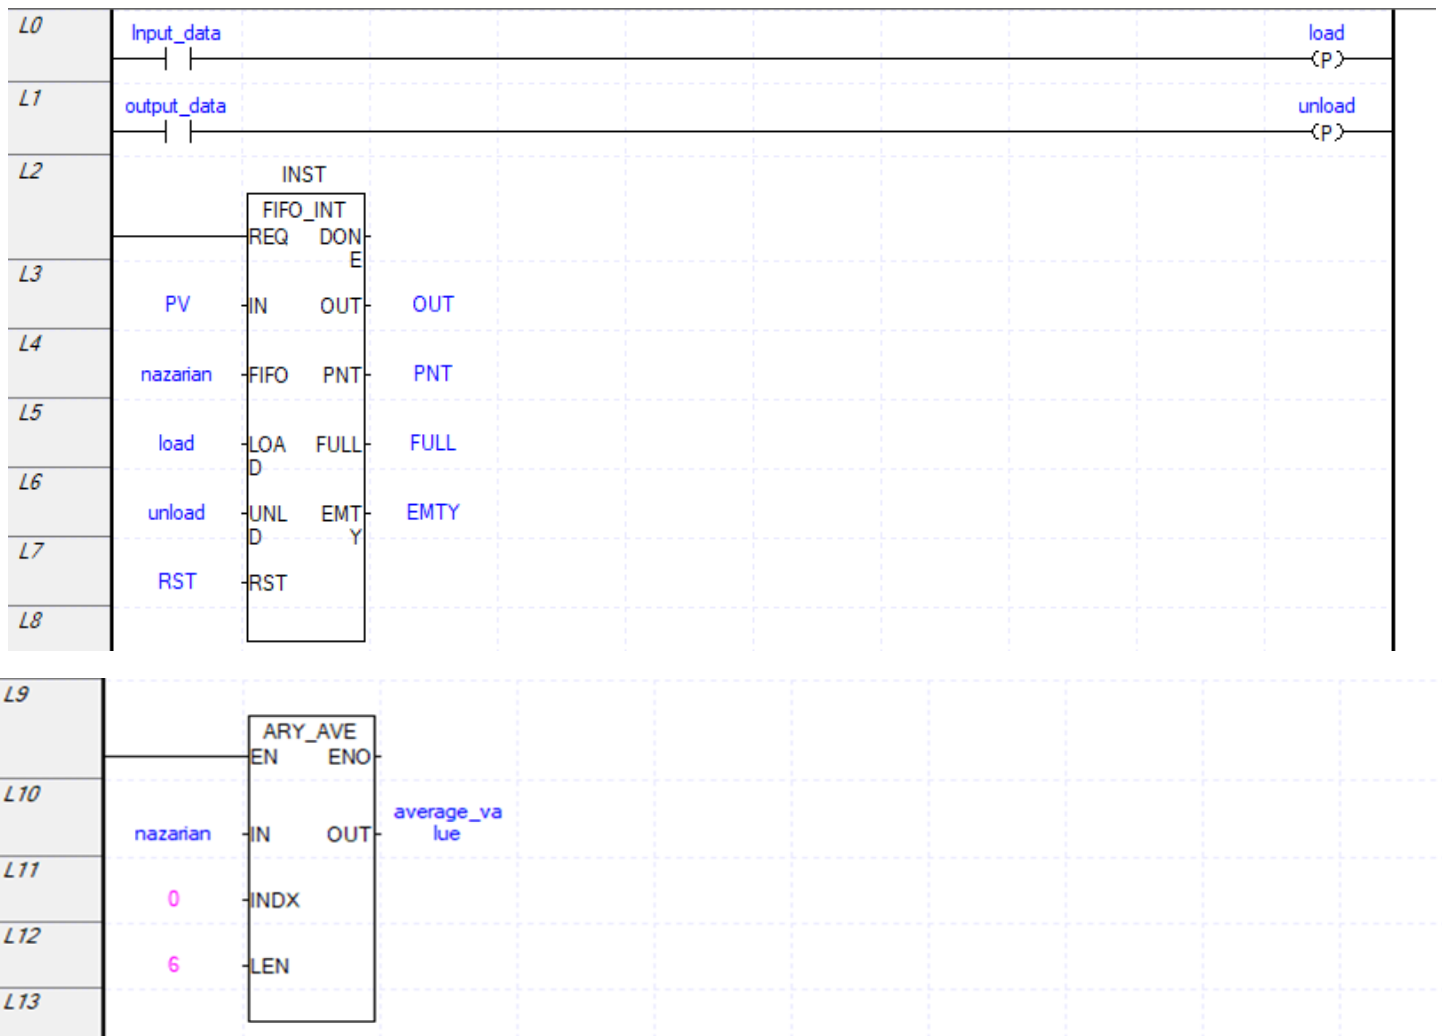 L0
Input_data
load
P
L1
output_data
unload
P
L2
INST
FIFO_INT
REQ DON
E
L3
PV IN OUT OUT
L4
nazarian FIFO PNT PNT
L5
load LOA FULL FULL
D
L6
unload UNL EMT EMTY
D Y
L7
RST RST
L8
L9
ARY_AVE
EN ENO
L10
average_va
nazarian IN OUT lue
L11
0 INDX
L12
6 LEN
L13